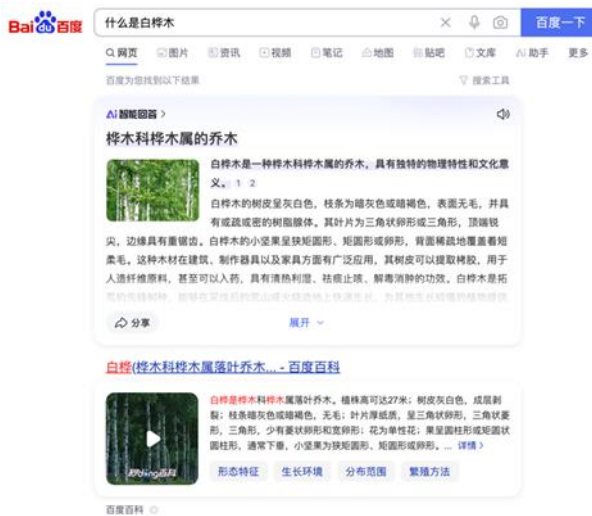 Bai du 百度
什么是白桦木
百度一下
网页 图片 资讯 视频 笔记 地图 贴吧 文库 助手 更多
百度为您找到以下结果
搜索工具
Ai 智能回答 >
桦木科桦木属的乔木
白桦木是一种桦木科桦木属的乔木，具有独特的物理特性和文化意
义。 1 2
白桦木的树皮呈灰白色，枝条为暗灰色或暗褐色，表面无毛，并具
有或疏或密的树脂腺体。其叶片为三角状卵形或三角形，顶端锐
尖，边缘具有重锯齿。白桦木的小坚果呈狭矩圆形、矩圆形或卵形，背面稀疏地覆盖着短
柔毛。这种木材在建筑、制作器具以及家具方面有广泛应用，其树皮可以提取栲胶，用于
人造纤维原料，甚至可以入药，具有清热利湿、祛痰止咳、解毒消肿的功效。白桦木是拓
分享
展开
白桦(桦木科桦木属落叶乔木... - 百度百科
白桦是桦木科桦木属落叶乔木。植株高可达27米；树皮灰白色，成层剥
裂；枝条暗灰色或暗褐色，无毛；叶片厚纸质，呈三角状卵形，三角状菱
形，三角形，少有菱状卵形和宽卵形；花为单性花；果呈圆柱形或矩圆状
圆柱形，通常下垂，小坚果为狭矩圆形、矩圆形或卵形。... 详情 >
秒dǒng百科
形态特征 生长环境 分布范围 繁殖方法
百度百科